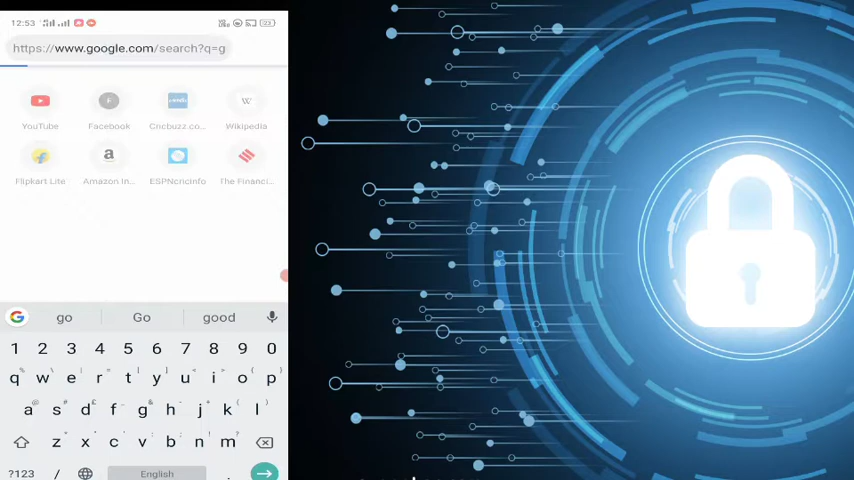 12:53
https://www.google.com/search?q=g
YouTube Facebook Cricbuzz.co... Wikipedia
Flipkart Lite Amazon In... ESPNcricinfo The Financi...
go Go good
1 2 3 4 5 6 7 8 9 0
q w e r t y u i o p
a s d f g h j k l
z x c v b n m
?123 / English .